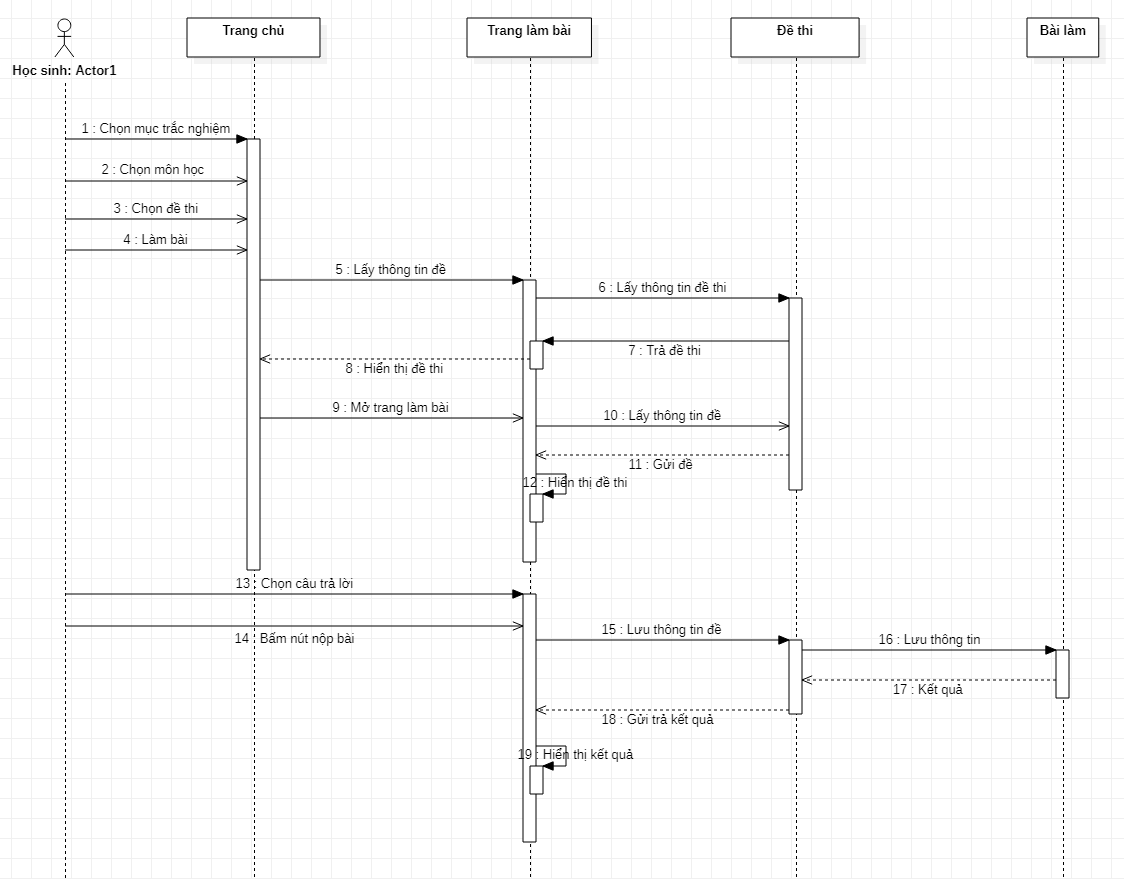 Trang chủ
Trang làm bài
Đề thi
Bài làm
Học sinh: Actor1
1 : Chọn mục trắc nghiệm
2 : Chọn môn học
3 : Chọn đề thi
4 : Làm bài
5 : Lấy thông tin đề
6 : Lấy thông tin đề thi
7 : Trả đề thi
8 : Hiển thị đề thi
9 : Mở trang làm bài
10 : Lấy thông tin đề
11 : Gửi đề
12 : Hiển thị đề thi
13 : Chọn câu trả lời
14 : Bấm nút nộp bài
15 : Lưu thông tin đề
16 : Lưu thông tin
17 : Kết quả
18 : Gửi trả kết quả
19 : Hiển thị kết quả